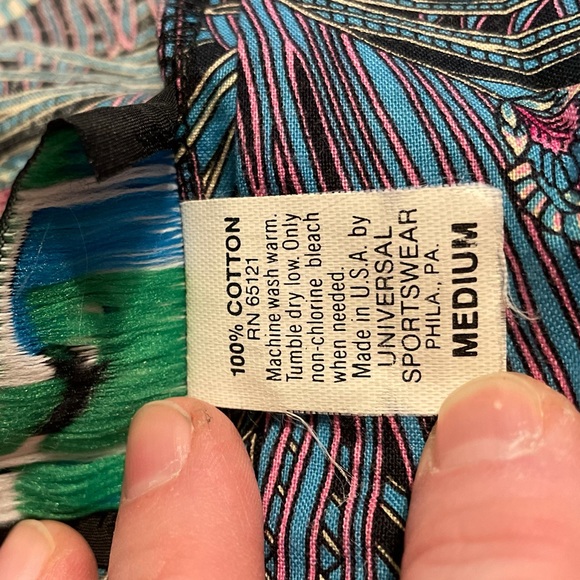 100% COTTON
RN 65121
Machine wash warm.
Tumble dry low. Only
non-chlorine bleach
when needed.
Made in U.S.A. by
UNIVERSAL
SPORTSWEAR
PHILA., PA.
MEDIUM